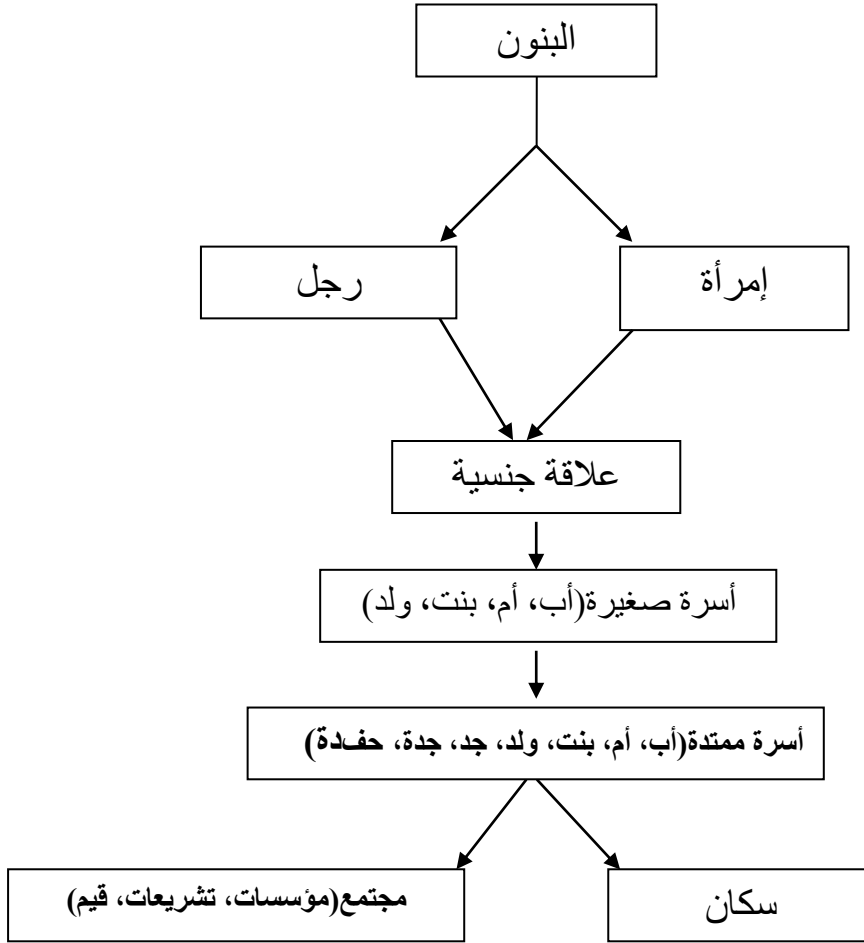 البنون
إمرأة
رجل
علاقة جنسية
أسرة صغيرة(أب، أم، بنت، ولد)
أسرة ممتدة(أب، أم، بنت، ولد، جد، جدة، حفدة)
سكان
مجتمع(مؤسسات، تشريعات، قيم)